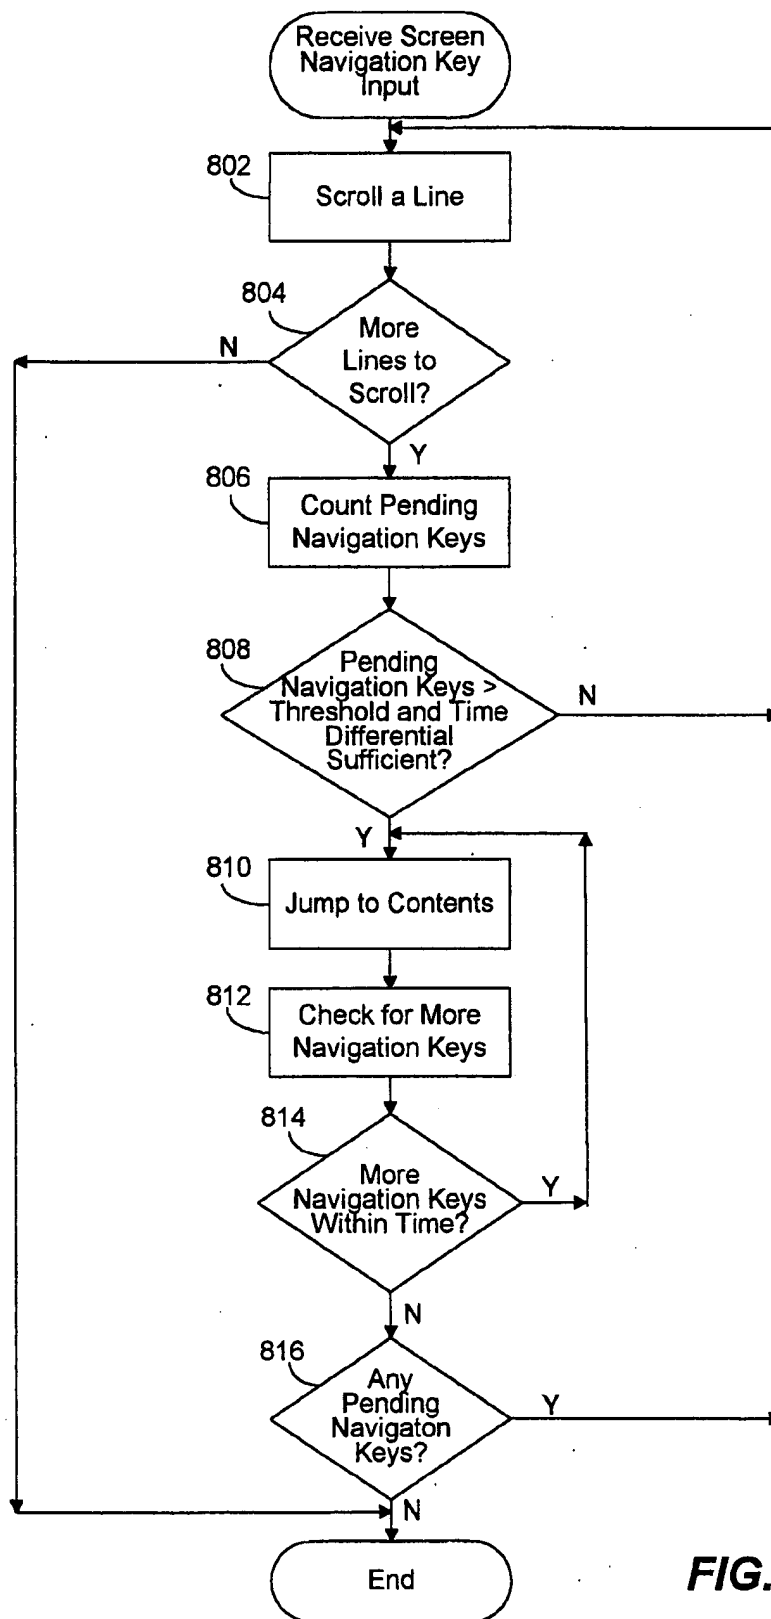 Receive Screen
Navigation Key
Input
802
Scroll a Line
804
More
Lines to
Scroll?
N
Y
806
Count Pending
Navigation Keys
808
Pending
Navigation Keys >
Threshold and Time
Differential
Sufficient?
N
Y
810
Jump to Contents
812
Check for More
Navigation Keys
814
More
Navigation Keys
Within Time?
Y
N
816
Any
Pending
Navigaton
Keys?
Y
N
End
FIG.